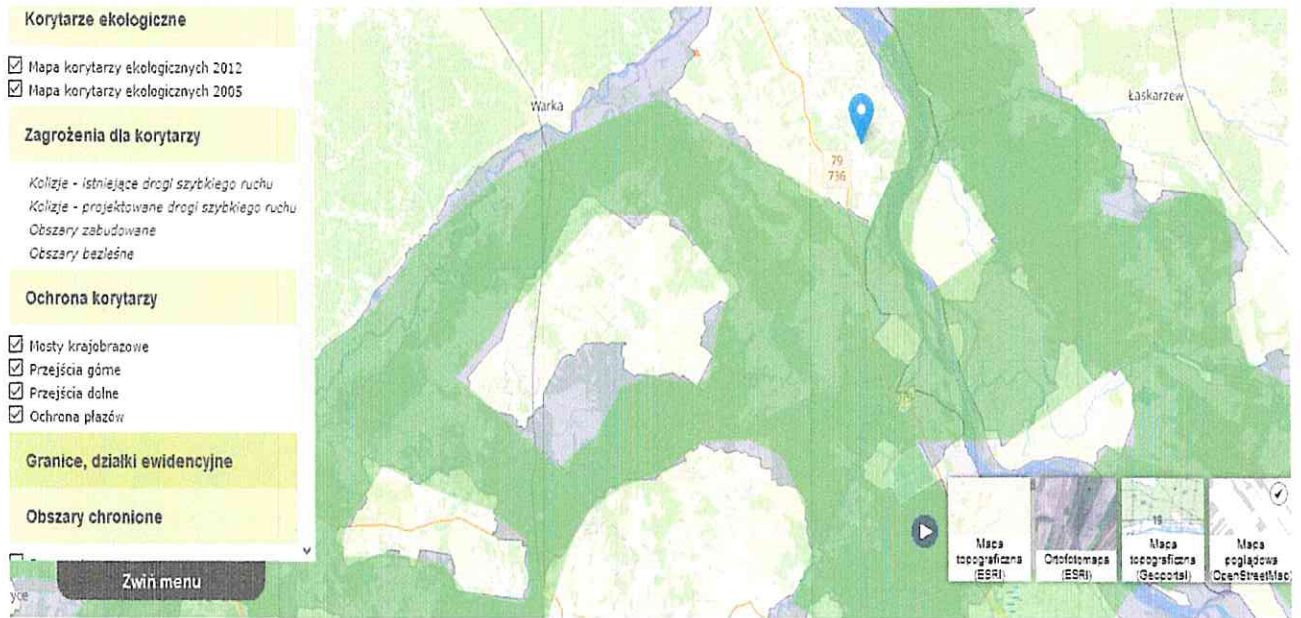 Korytarze ekologiczne
Mapa korytarzy ekologicznych 2012
Mapa korytarzy ekologicznych 2005
Zagrożenia dla korytarzy
Kolizje - istniejące drogi szybkiego ruchu
Kolizje - projektowane drogi szybkiego ruchu
Obszary zabudowane
Obszary bezleśne
Ochrona korytarzy
Mosty krajobrazowe
Przejścia górne
Przejścia dolne
Ochrona płazów
Granice, działki ewidencyjne
Obszary chronione
Zwiń menu
Warka
Łaskarzew
79
736
Mapa
topograficzna
(ESRI)
Ortofotomapa
(ESRI)
19
Mapa
topograficzna
(Geoportal)
Mapa
poglądowa
(OpenStreetMap)